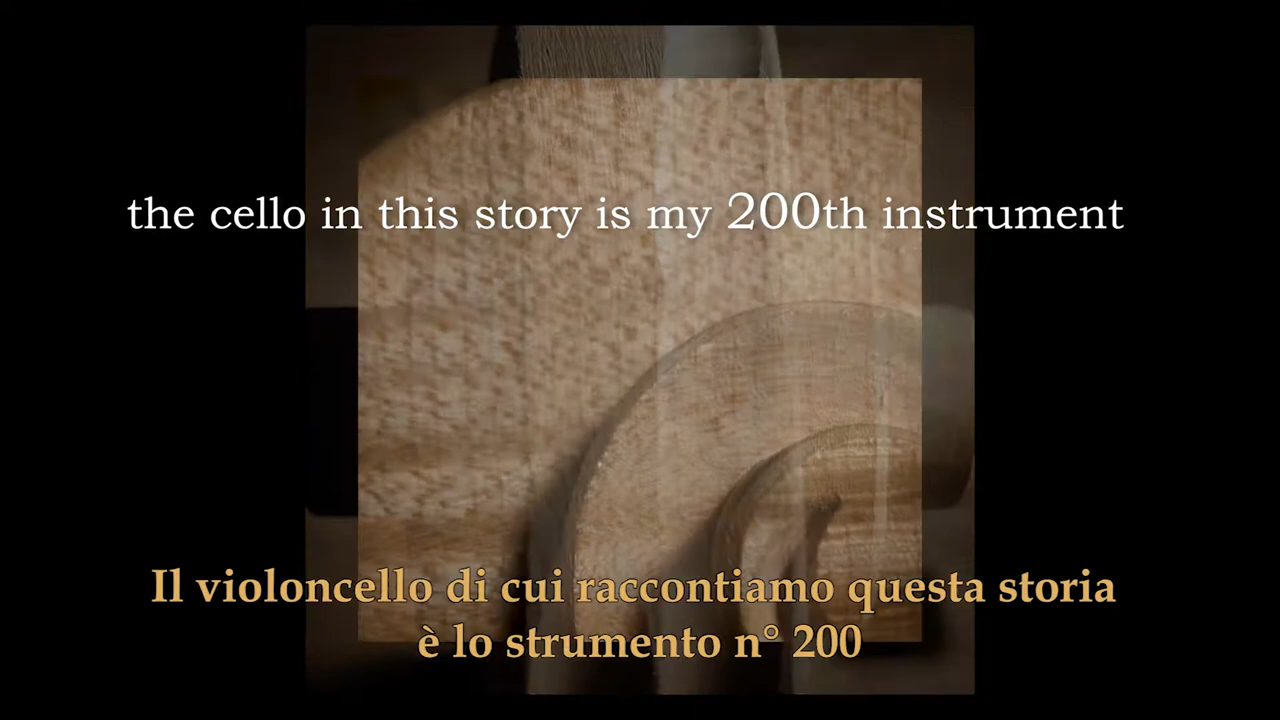 the cello in this story is my 200th instrument
Il violoncello di cui raccontiamo questa storia
è lo strumento n° 200